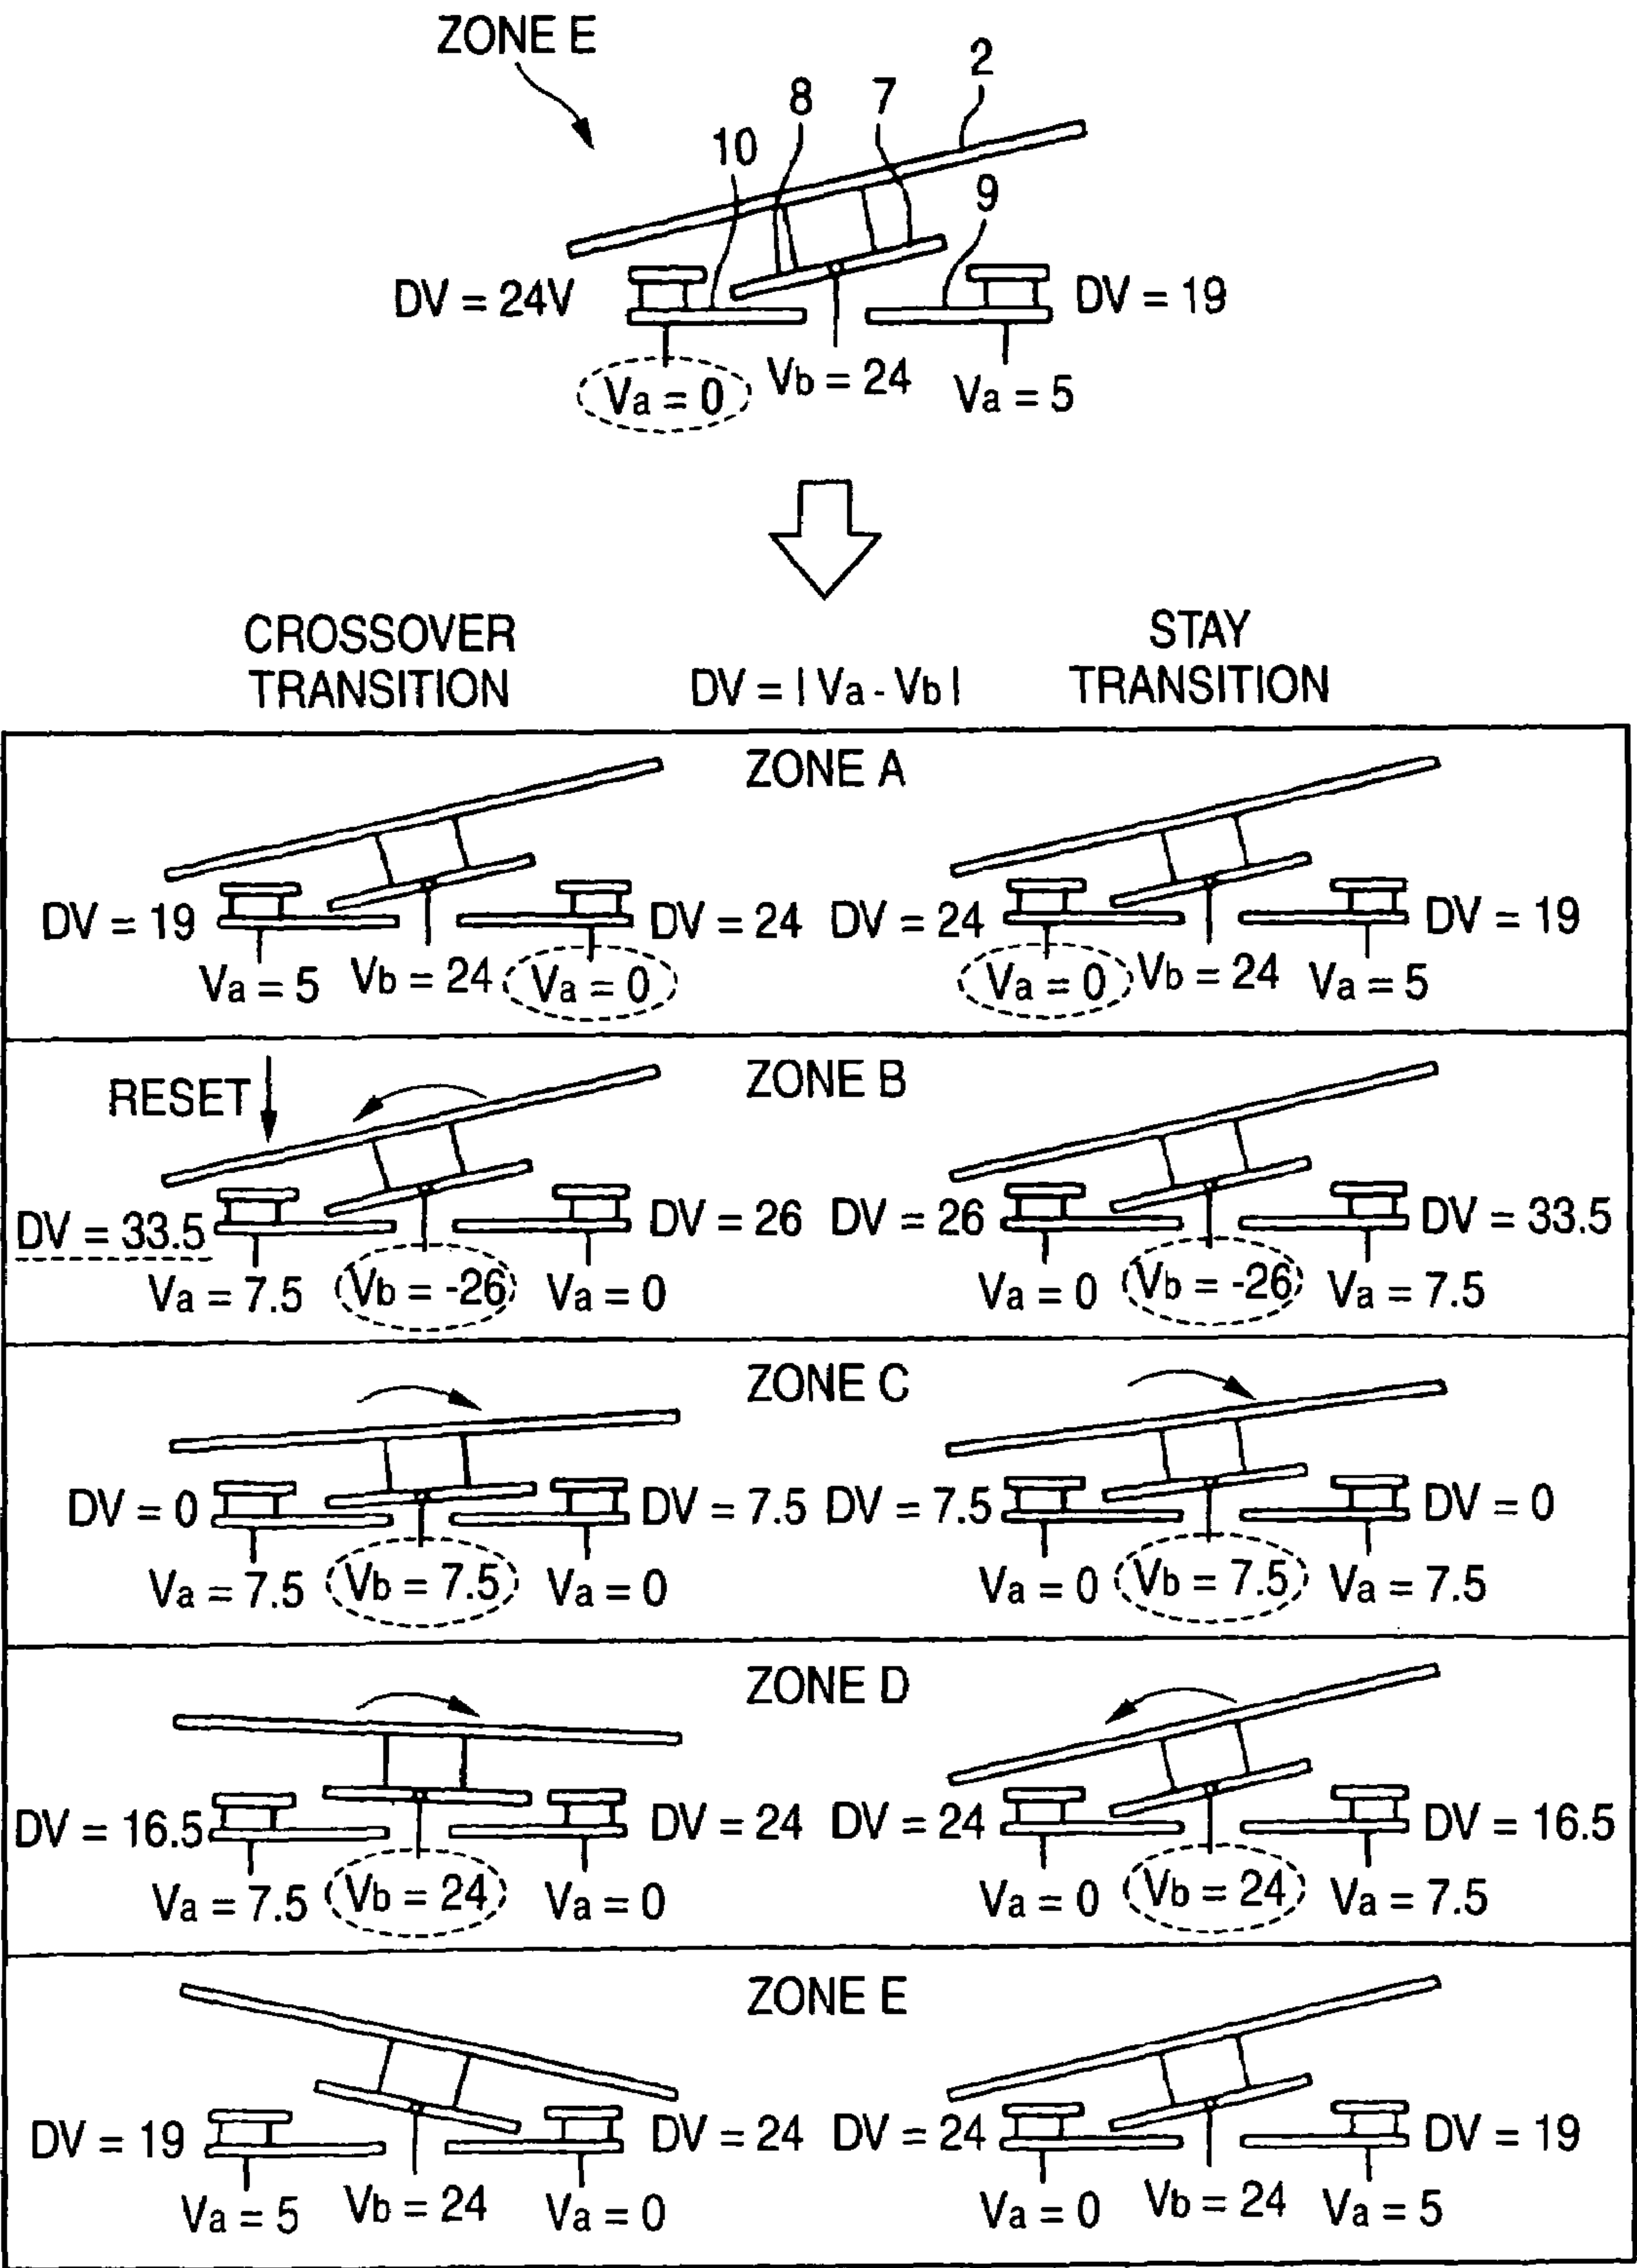 ZONE E
2
8 7
10
9
DV = 24V
DV = 19
Va = 0
Vb = 24
Va = 5
CROSSOVER TRANSITION
DV = | Va - Vb |
STAY TRANSITION
ZONE A
DV = 19
DV = 24
DV = 24
DV = 19
Va = 5
Vb = 24
Va = 0
Va = 0
Vb = 24
Va = 5
ZONE B
RESET
DV = 33.5
DV = 26
DV = 26
DV = 33.5
Va = 7.5
Vb = -26
Va = 0
Va = 0
Vb = -26
Va = 7.5
ZONE C
DV = 0
DV = 7.5
DV = 7.5
DV = 0
Va = 7.5
Vb = 7.5
Va = 0
Va = 0
Vb = 7.5
Va = 7.5
ZONE D
DV = 16.5
DV = 24
DV = 24
DV = 16.5
Va = 7.5
Vb = 24
Va = 0
Va = 0
Vb = 24
Va = 7.5
ZONE E
DV = 19
DV = 24
DV = 24
DV = 19
Va = 5
Vb = 24
Va = 0
Va = 0
Vb = 24
Va = 5